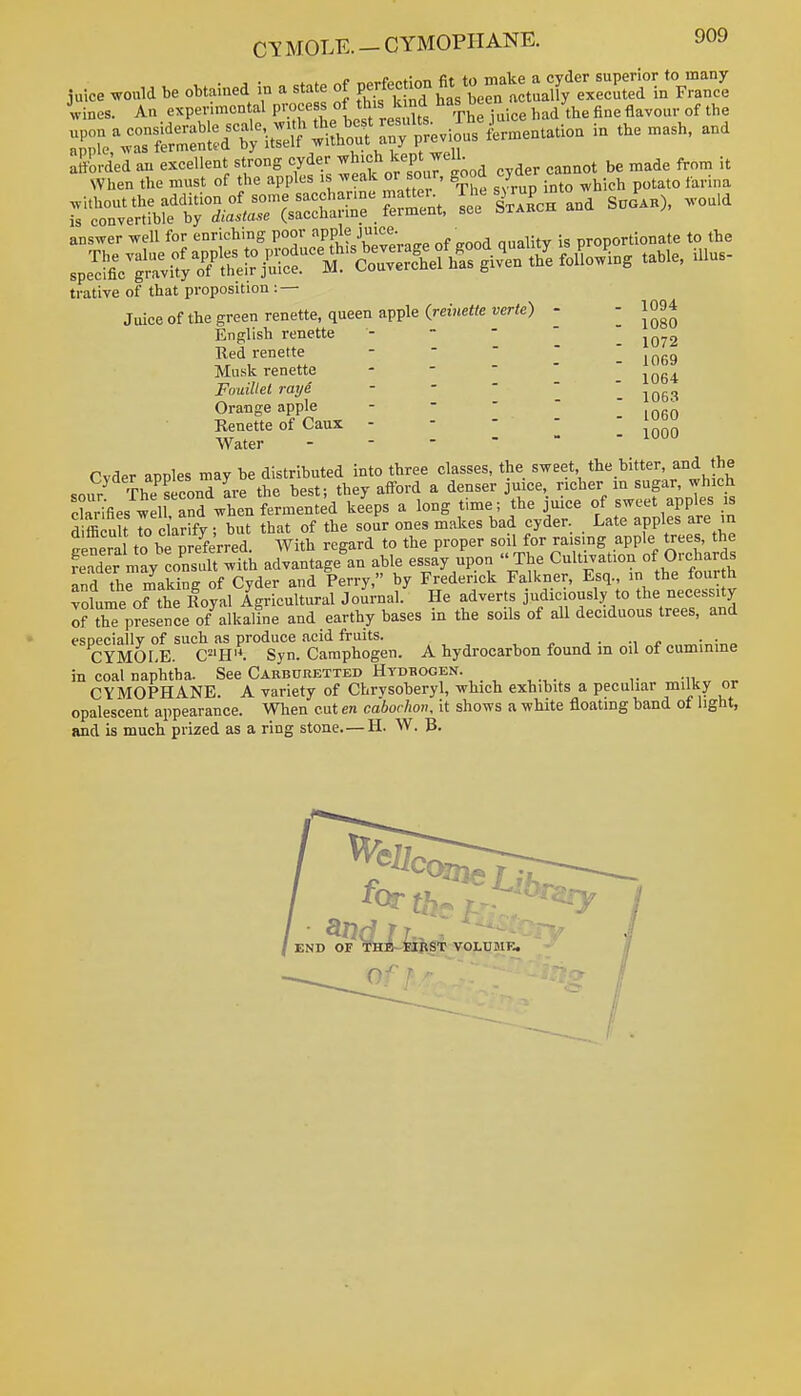 CYMOLE.—CYMOPHANE. 909
juice would be obtained in a state of perfection fit to make a cyder superior to many
wines. An experimental process of this kind has been actually executed in France
upon a considerable scale, with the best results. The juice had the fine flavour of the
apple, was fermented by itself without any previous fermentation in the mash, and
afforded an excellent strong cyder which kept well.
When the must of the apples is weak or sour, good cyder cannot be made from it
without the addition of some saccharine matter. The syrup into which potato farina
is convertible by diastase (saccharine ferment, see STARCH and SUGAR), would
answer well for enriching poor apple juice.
The value of apples to produce this beverage of good quality is proportionate to the
specific gravity of their juice. M. Couverchel has given the following table, illus-
trative of that proposition:—
Juice of the green renette, queen apple (reinette verte) - - 1094
English renette - - - - - 1080
Red renette - - - - - 1072
Musk renette - - - - - 1069
Fouillet rayé - - - - - 1064
Orange apple - - - - - 1063
Renette of Caux - - - - - 1060
Water - - - - - - 1000
Cyder apples may be distributed into three classes, the sweet, the bitter, and the
sour. The second are the best; they afford a denser juice, richer in sugar, which
clarifies well, and when fermented keeps a long time; the juice of sweet apples is
difficult to clarify; but that of the sour ones makes bad cyder. Late apples are in
general to be preferred. With regard to the proper soil for raising apple trees, the
reader may consult with advantage an able essay upon "The Cultivation of Orchards
and the making of Cyder and Perry," by Frederick Falkner, Esq., in the fourth
volume of the Royal Agricultural Journal. He adverts judiciously to the necessity
of the presence of alkaline and earthy bases in the soils of all deciduous trees, and
especially of such as produce acid fruits.
CYMOLE. C²¹H¹⁴. Syn. Camphogen. A hydrocarbon found in oil of cuminine
in coal naphtha. See CARBURETTED HYDROGEN.
CYMOPHANE. A variety of Chrysoberyl, which exhibits a peculiar milky or
opalescent appearance. When cut en cabochon, it shows a white floating band of light,
and is much prized as a ring stone.—H. W. B.
Wellcome Library
for the History
and
END OF THE FIRST VOLUME.
of